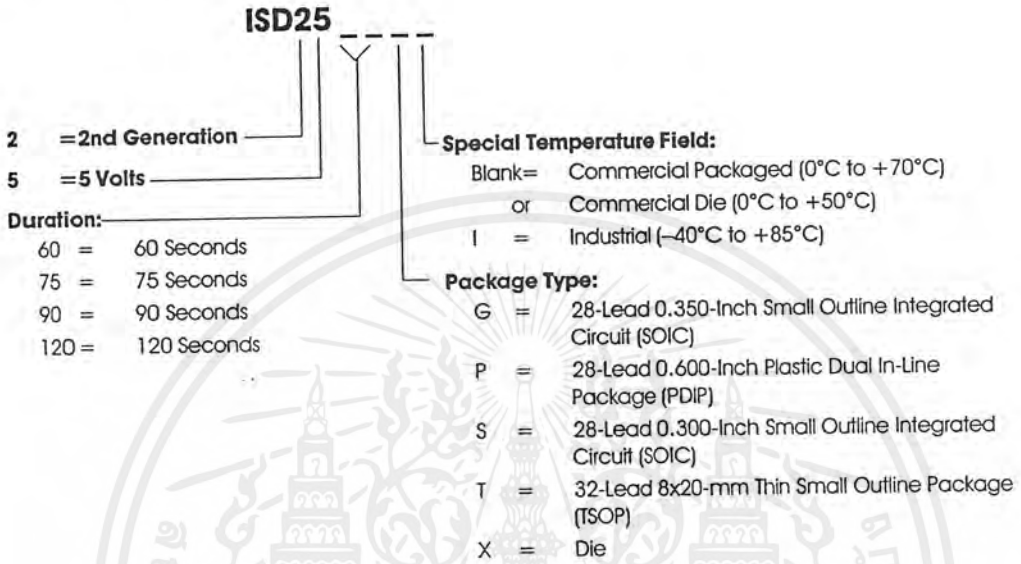 ISD25 _ _ _ _
2 =2nd Generation
5 =5 Volts
Duration:
60 = 60 Seconds
75 = 75 Seconds
90 = 90 Seconds
120 = 120 Seconds
Special Temperature Field:
Blank= Commercial Packaged (0°C to +70°C)
or Commercial Die (0°C to +50°C)
I = Industrial (–40°C to +85°C)
Package Type:
G = 28-Lead 0.350-Inch Small Outline Integrated
Circuit (SOIC)
P = 28-Lead 0.600-Inch Plastic Dual In-Line
Package (PDIP)
S = 28-Lead 0.300-Inch Small Outline Integrated
Circuit (SOIC)
T = 32-Lead 8x20-mm Thin Small Outline Package
(TSOP)
X = Die